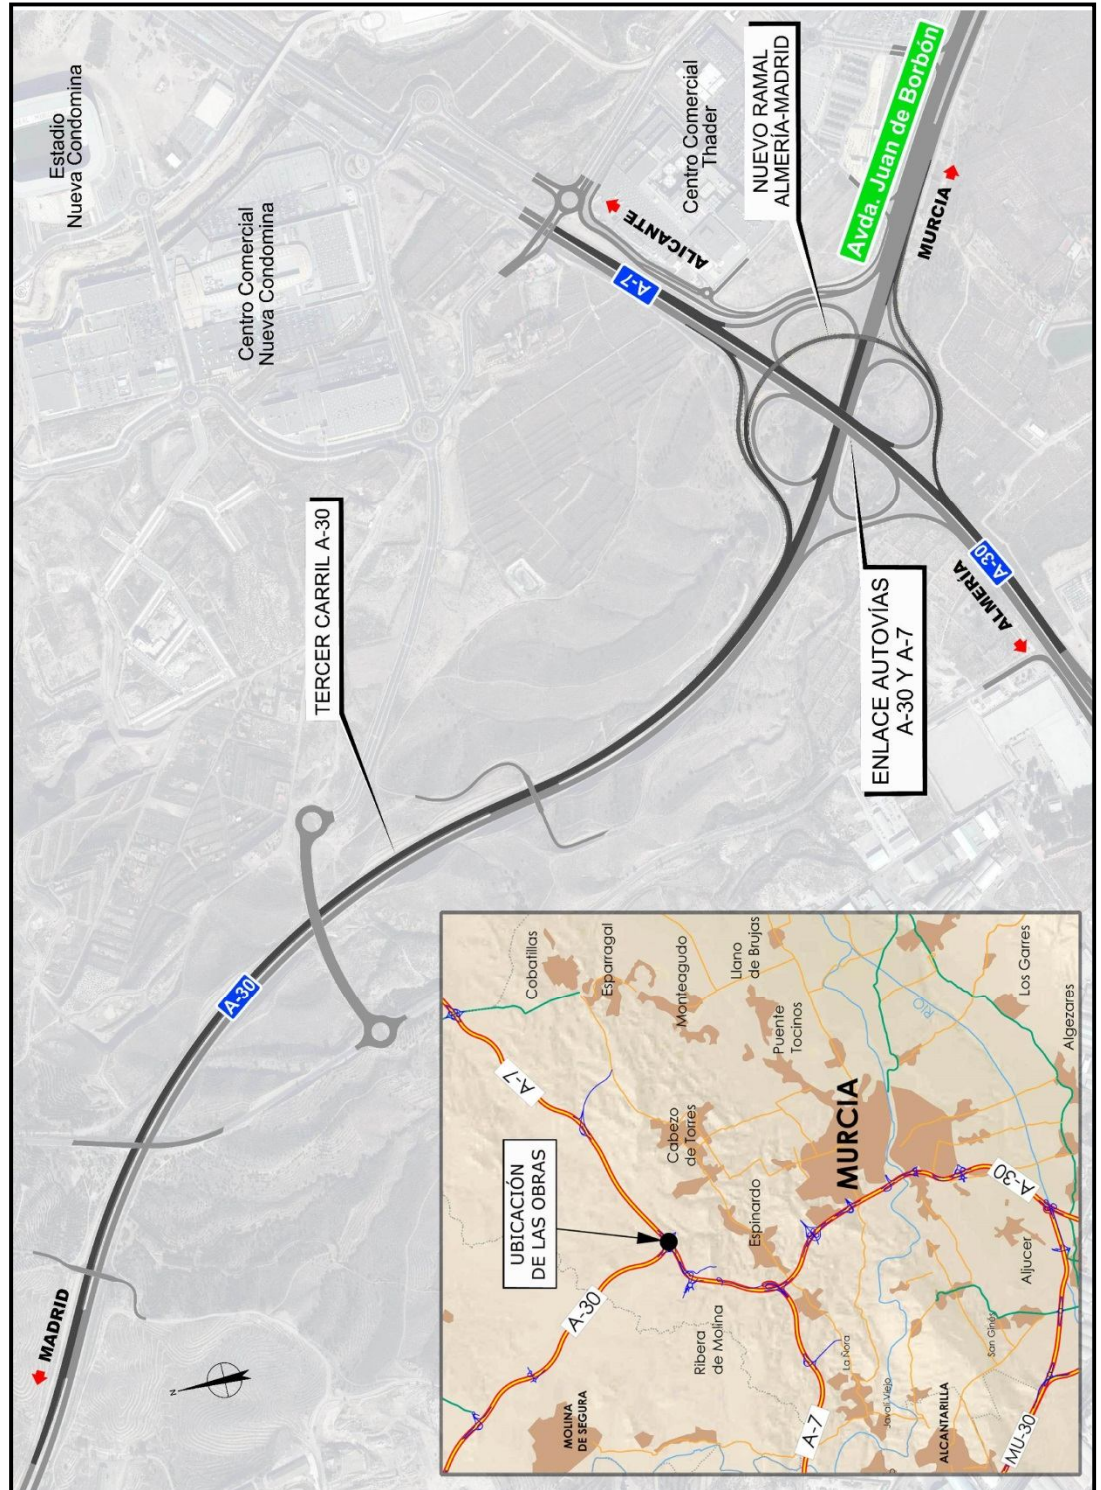 Estadio
Nueva Condomina
Centro Comercial
Nueva Condomina
Centro Comercial
Thader
NUEVO RAMAL
ALMERÍA-MADRID
Avda. Juan de Borbón
MURCIA
ALICANTE
A-7
TERCER CARRIL A-30
A-30
ALMERÍA
ENLACE AUTOVÍAS
A-30 Y A-7
A-30
MADRID
N
Cobatillas
Esparragal
Monteagudo
Llano
de Brujas
Puente
Tocinos
RIO
Los Garres
Algezares
A-7
Cabezo
de Torres
UBICACIÓN
DE LAS OBRAS
Espinardo
MURCIA
A-30
A-30
Ribera
de Molina
Aljucer
La Ñora
San Ginés
MOLINA
DE SEGURA
A-7
Javalí Viejo
ALCANTARILLA
MU-30